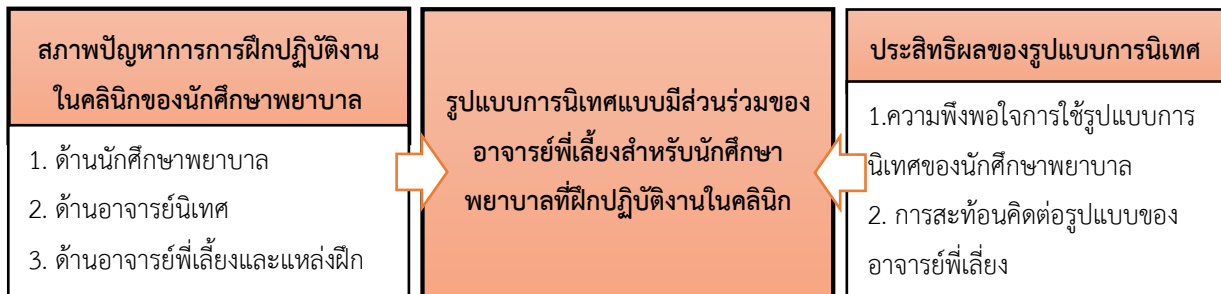 สภาพปัญหาการการฝึกปฏิบัติงาน
ในคลินิกของนักศึกษาพยาบาล
1. ด้านนักศึกษาพยาบาล
2. ด้านอาจารย์นิเทศ
3. ด้านอาจารย์พี่เลี้ยงและแหล่งฝึก
รูปแบบการนิเทศแบบมีส่วนร่วมของ
อาจารย์พี่เลี้ยงสำหรับนักศึกษา
พยาบาลที่ฝึกปฏิบัติงานในคลินิก
ประสิทธิผลของรูปแบบการนิเทศ
1.ความพึงพอใจการใช้รูปแบบการ
นิเทศของนักศึกษาพยาบาล
2. การสะท้อนคิดต่อรูปแบบของ
อาจารย์พี่เลี่ยง